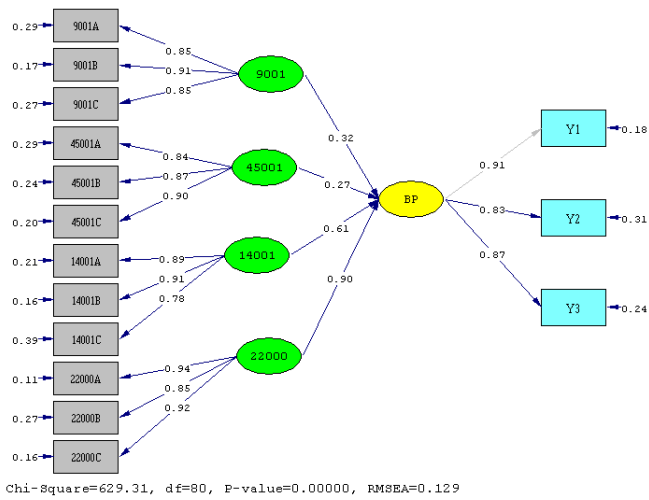 0.29 9001A 0.85
0.17 9001B 0.91 9001
0.27 9001C 0.85
0.32
0.29 45001A 0.84
0.24 45001B 0.87 45001 0.27
0.20 45001C 0.90
0.21 14001A 0.89
0.16 14001B 0.91 14001 0.61
0.39 14001C 0.78
0.90
0.11 22000A 0.94
0.27 22000B 0.85 22000
0.16 22000C 0.92
BP
0.91 Y1 0.18
0.83 Y2 0.31
0.87 Y3 0.24
Chi-Square=629.31, df=80, P-value=0.00000, RMSEA=0.129